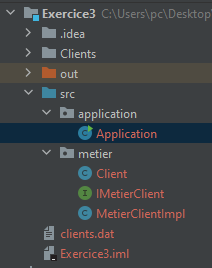 Exercice3 C:\Users\pc\Desktop\
.idea
Clients
out
src
application
Application
metier
Client
IMetierClient
MetierClientImpl
clients.dat
Exercice3.iml